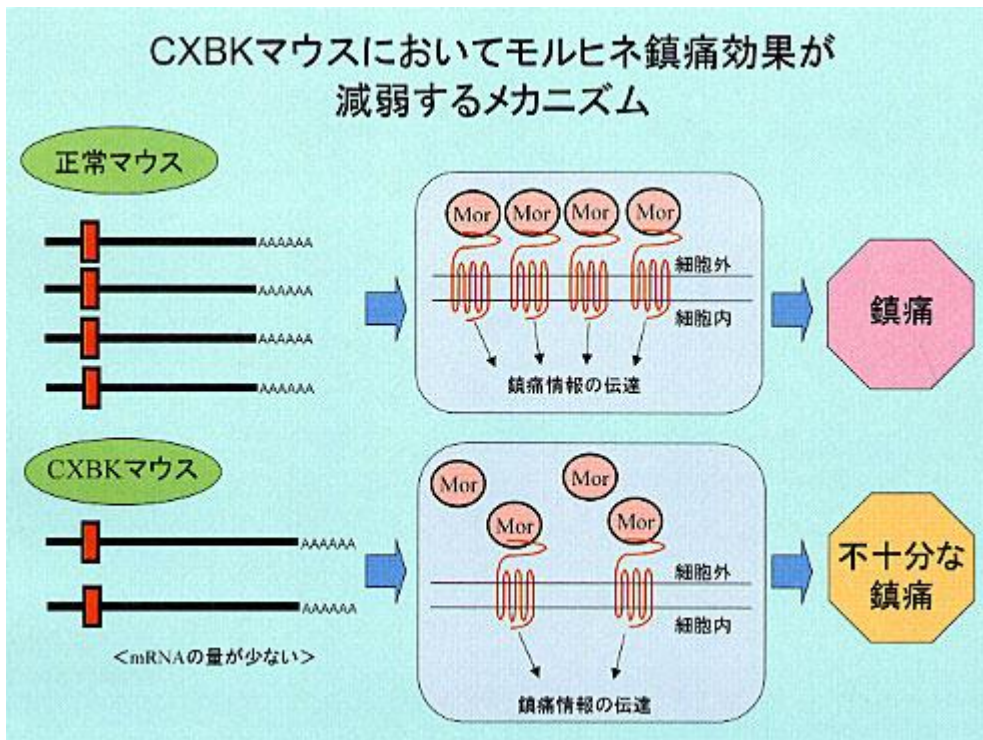 CXBKマウスにおいてモルヒネ鎮痛効果が
減弱するメカニズム
正常マウス
AAAAAA
AAAAAA
AAAAAA
AAAAAA
Mor
Mor
Mor
Mor
細胞外
細胞内
鎮痛情報の伝達
鎮痛
CXBKマウス
AAAAAA
AAAAAA
＜mRNAの量が少ない＞
Mor
Mor
Mor
Mor
細胞外
細胞内
鎮痛情報の伝達
不十分な
鎮痛